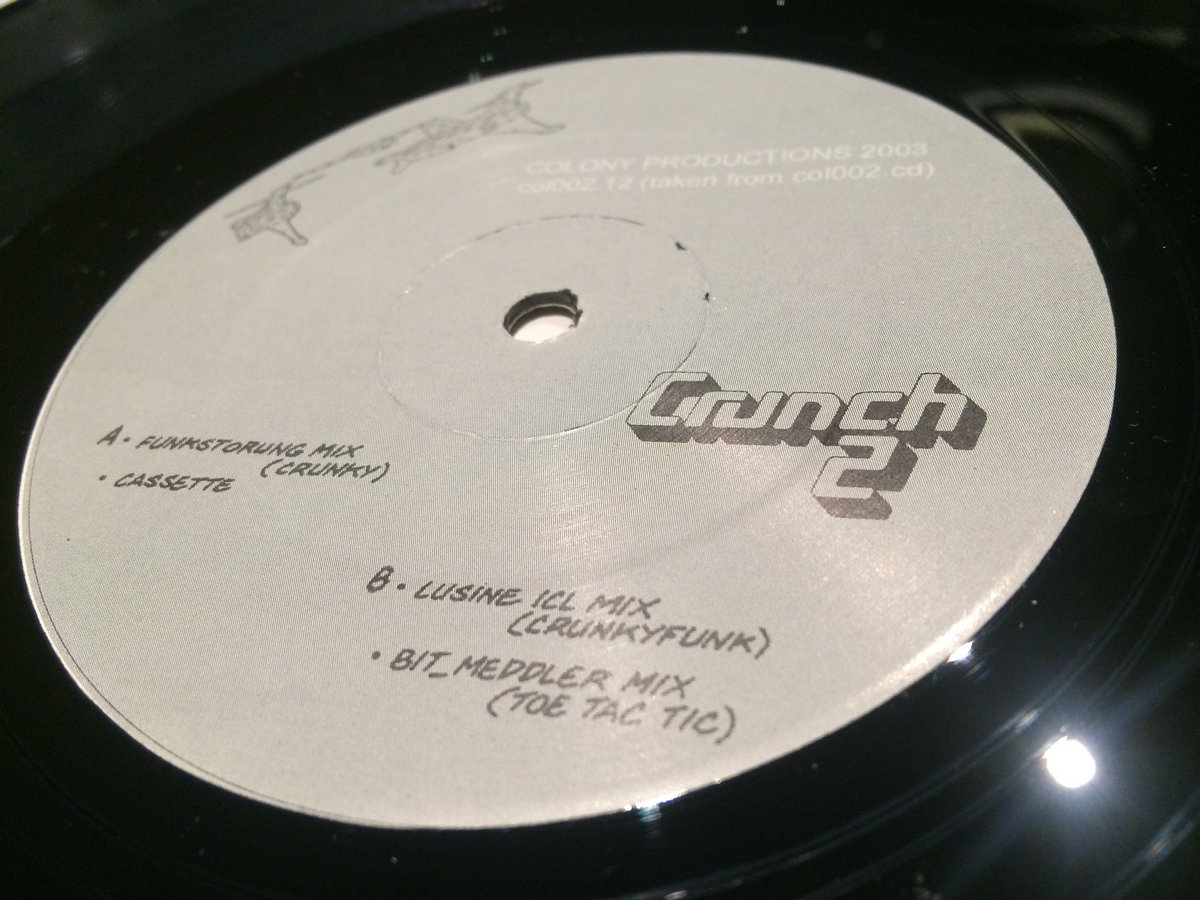 COLONY PRODUCTIONS 2003
col002.12 (taken from col002.cd)
Crunch
2
A • FUNKSTORUNG MIX
(CRUNKY)
• CASSETTE
B • LUSINE ICL MIX
(CRUNKYFUNK)
• BIT_MEDDLER MIX
(TOE TAC TIC)